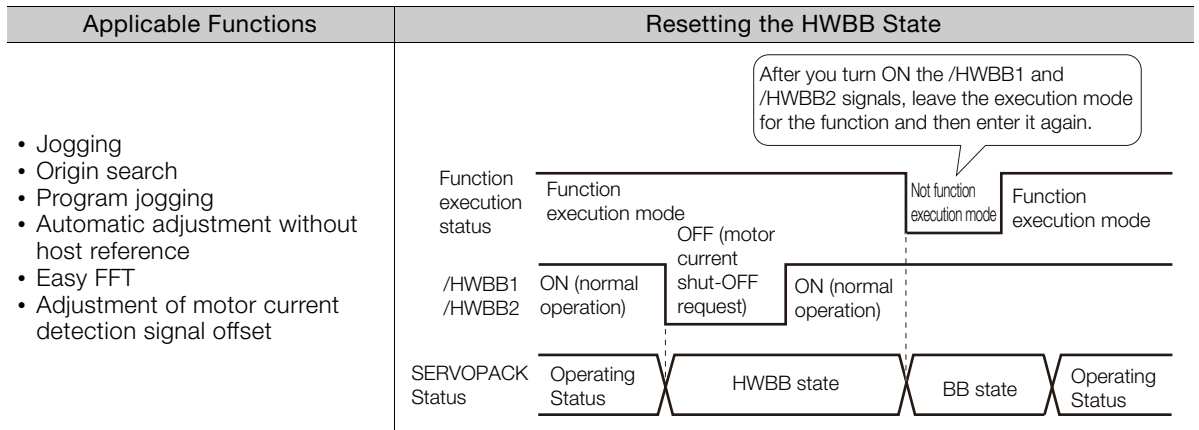 Applicable Functions
Resetting the HWBB State
• Jogging
• Origin search
• Program jogging
• Automatic adjustment without
host reference
• Easy FFT
• Adjustment of motor current
detection signal offset
After you turn ON the /HWBB1 and
/HWBB2 signals, leave the execution mode
for the function and then enter it again.
Function
execution
status
Function
execution mode
Not function
execution mode
Function
execution mode
/HWBB1
/HWBB2
ON (normal
operation)
OFF (motor
current
shut-OFF
request)
ON (normal
operation)
SERVOPACK
Status
Operating
Status
HWBB state
BB state
Operating
Status